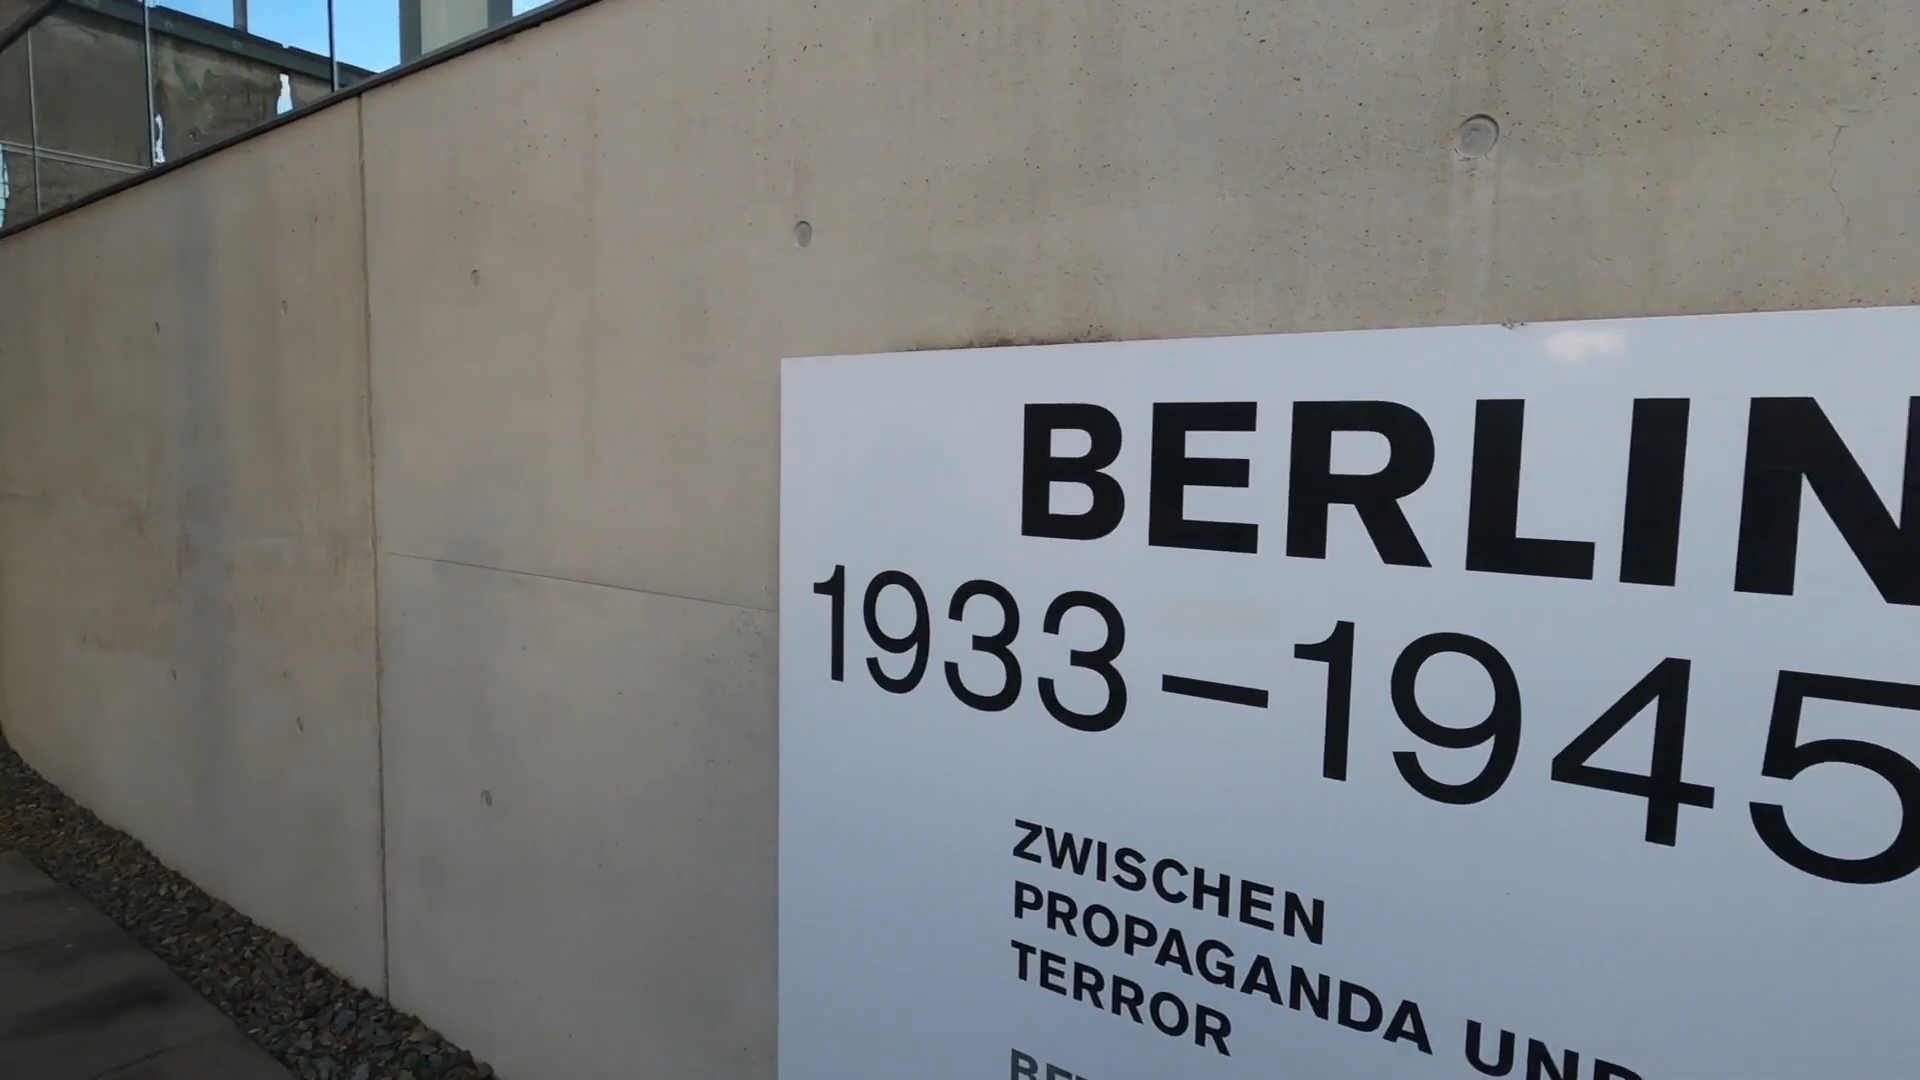 BERLIN
1933–1945
ZWISCHEN
PROPAGANDA UND
TERROR